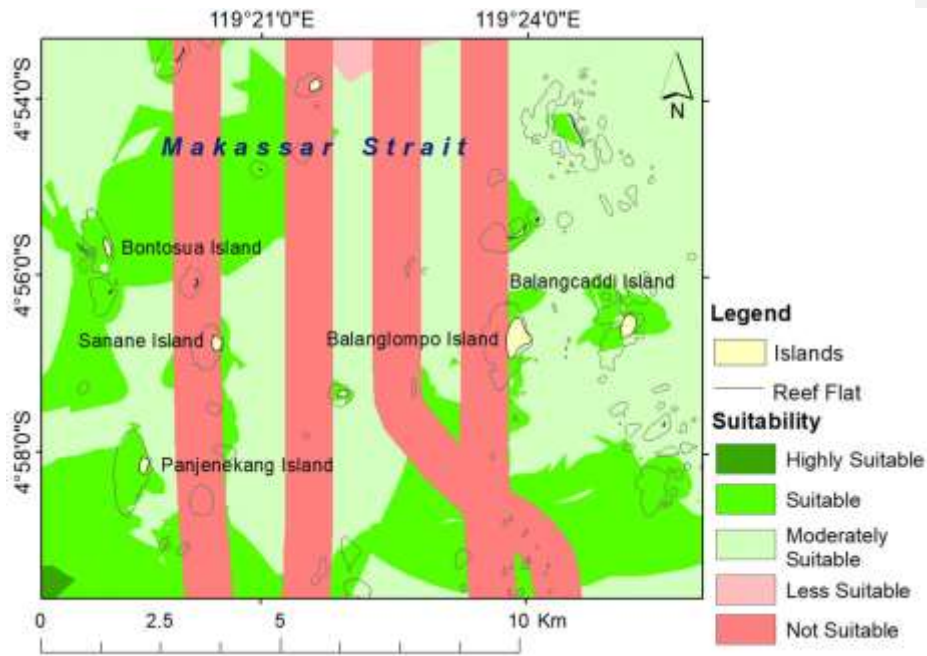 119°21'0"E 119°24'0"E
4°54'0"S
N
Makassar Strait
Bontosua Island
4°56'0"S
Balangcaddi Island
Sanane Island
Balanglompo Island
4°58'0"S
Panjenekang Island
0 2.5 5 10 Km
Legend
Islands
Reef Flat
Suitability
Highly Suitable
Suitable
Moderately
Suitable
Less Suitable
Not Suitable